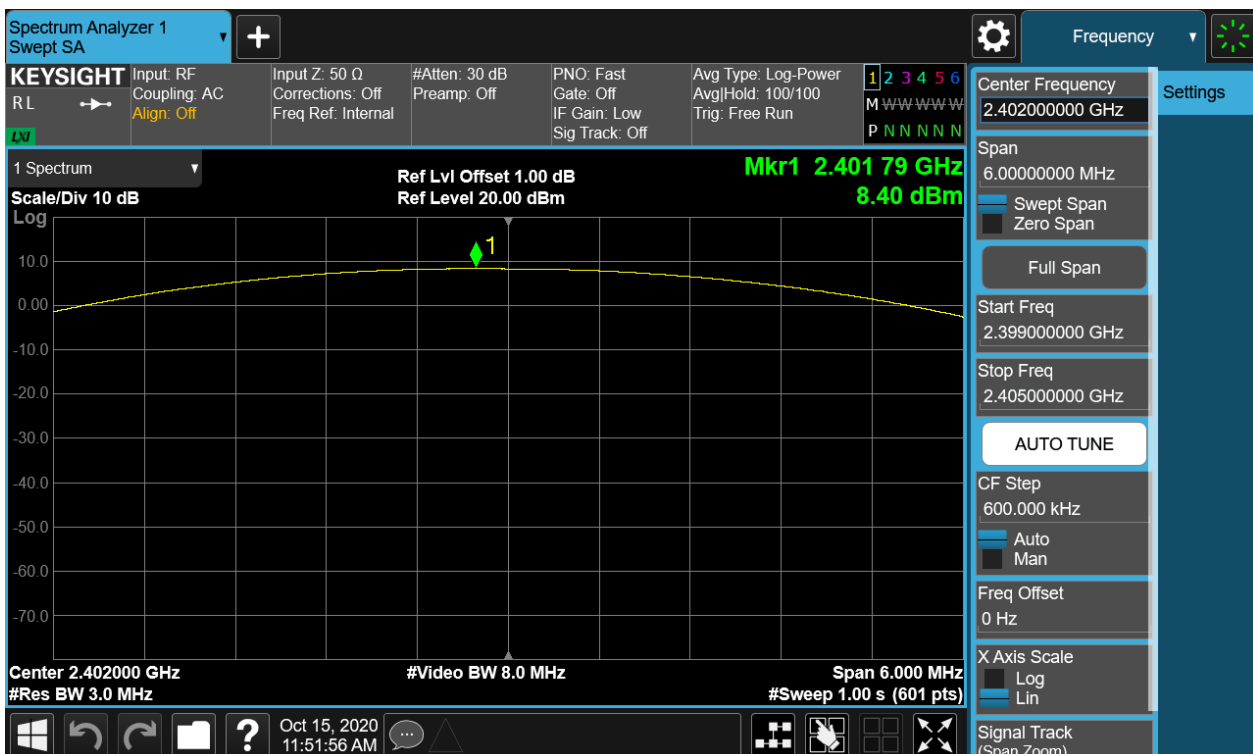 Spectrum Analyzer 1
Swept SA
+
Frequency
KEYSIGHT
R L
LXI
Input: RF
Coupling: AC
Align: Off
Input Z: 50 Ω
Corrections: Off
Freq Ref: Internal
#Atten: 30 dB
Preamp: Off
PNO: Fast
Gate: Off
IF Gain: Low
Sig Track: Off
Avg Type: Log-Power
Avg|Hold: 100/100
Trig: Free Run
1 2 3 4 5 6
M W W W W W
P N N N N N
1 Spectrum
Scale/Div 10 dB
Ref Lvl Offset 1.00 dB
Ref Level 20.00 dBm
Mkr1 2.401 79 GHz
8.40 dBm
Log
1
10.0
0.00
-10.0
-20.0
-30.0
-40.0
-50.0
-60.0
-70.0
Center 2.402000 GHz
#Video BW 8.0 MHz
Span 6.000 MHz
#Res BW 3.0 MHz
#Sweep 1.00 s (601 pts)
Center Frequency
2.402000000 GHz
Settings
Span
6.00000000 MHz
Swept Span
Zero Span
Full Span
Start Freq
2.399000000 GHz
Stop Freq
2.405000000 GHz
AUTO TUNE
CF Step
600.000 kHz
Auto
Man
Freq Offset
0 Hz
X Axis Scale
Log
Lin
Signal Track
(Span Zoom)
?
Oct 15, 2020
11:51:56 AM